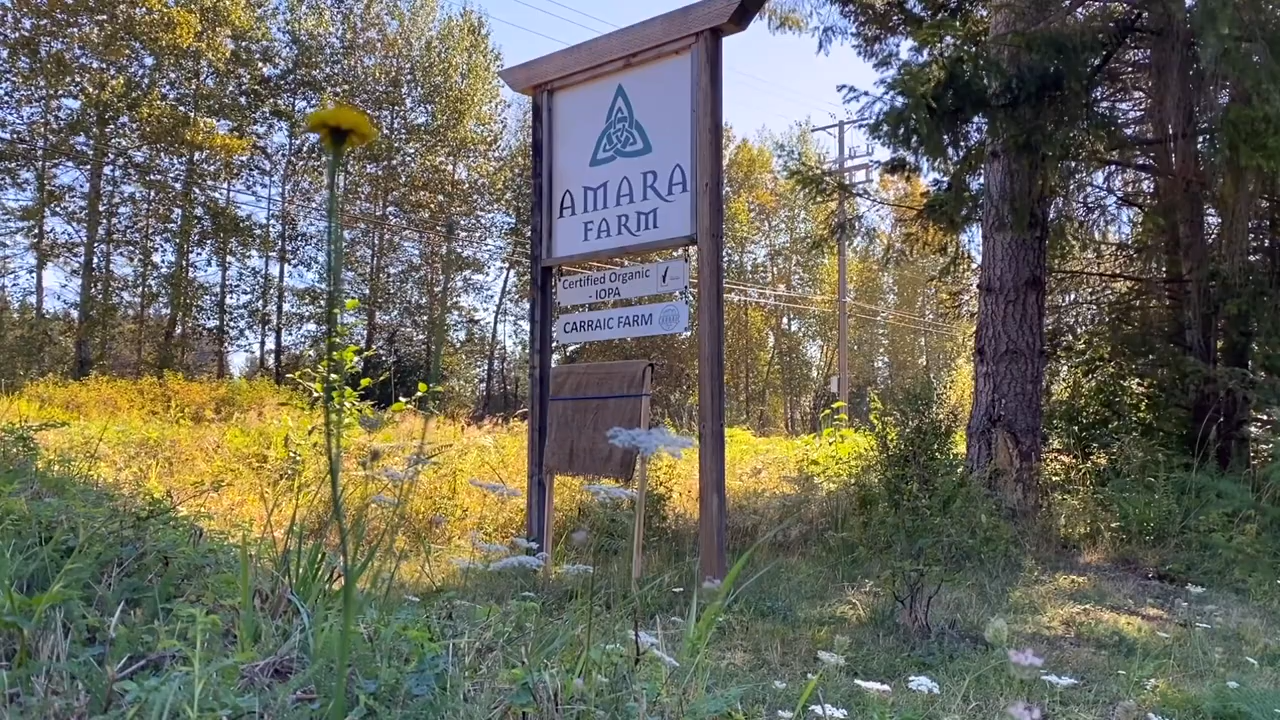 AMARA
FARM
Certified Organic
- IOPA
CARRAIC FARM